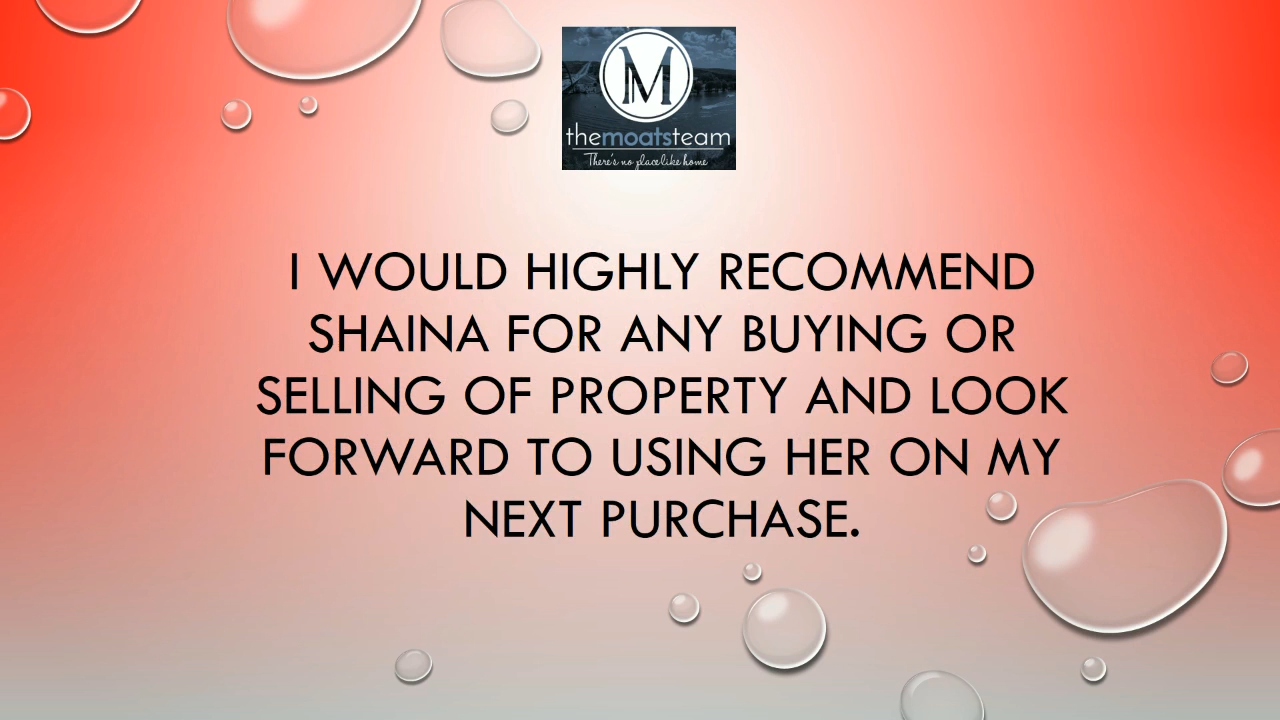 M
themoatsteam
There's no place like home
I WOULD HIGHLY RECOMMEND
SHAINA FOR ANY BUYING OR
SELLING OF PROPERTY AND LOOK
FORWARD TO USING HER ON MY
NEXT PURCHASE.